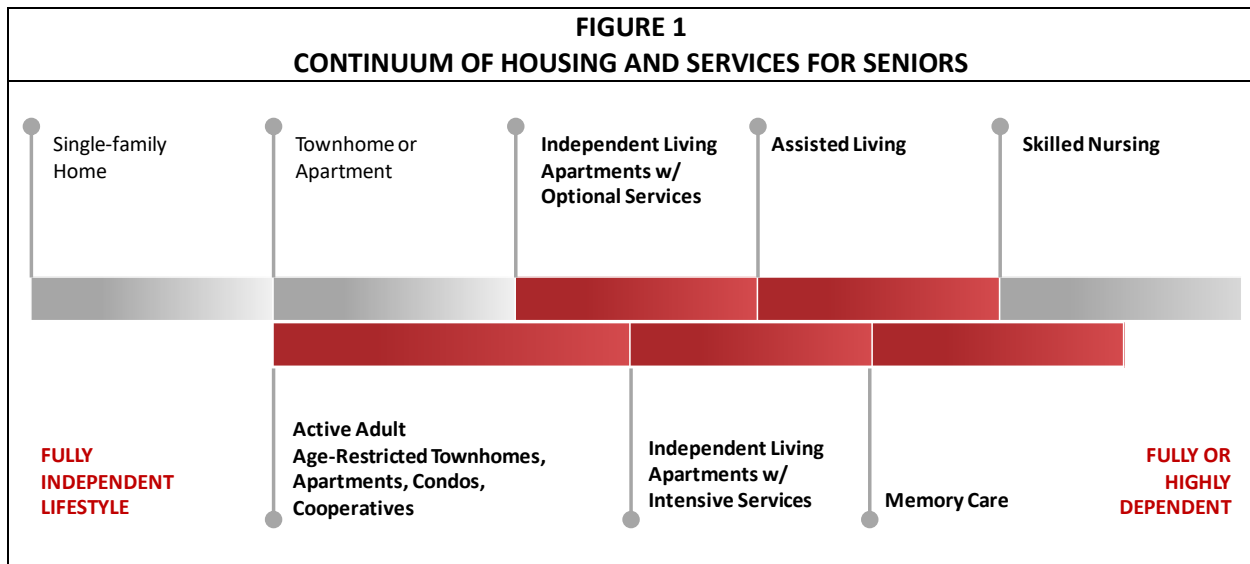 FIGURE 1
CONTINUUM OF HOUSING AND SERVICES FOR SENIORS
Single-family
Home
Townhome or
Apartment
Independent Living
Apartments w/
Optional Services
Assisted Living
Skilled Nursing
FULLY
INDEPENDENT
LIFESTYLE
Active Adult
Age-Restricted Townhomes,
Apartments, Condos,
Cooperatives
Independent Living
Apartments w/
Intensive Services
Memory Care
FULLY OR
HIGHLY
DEPENDENT